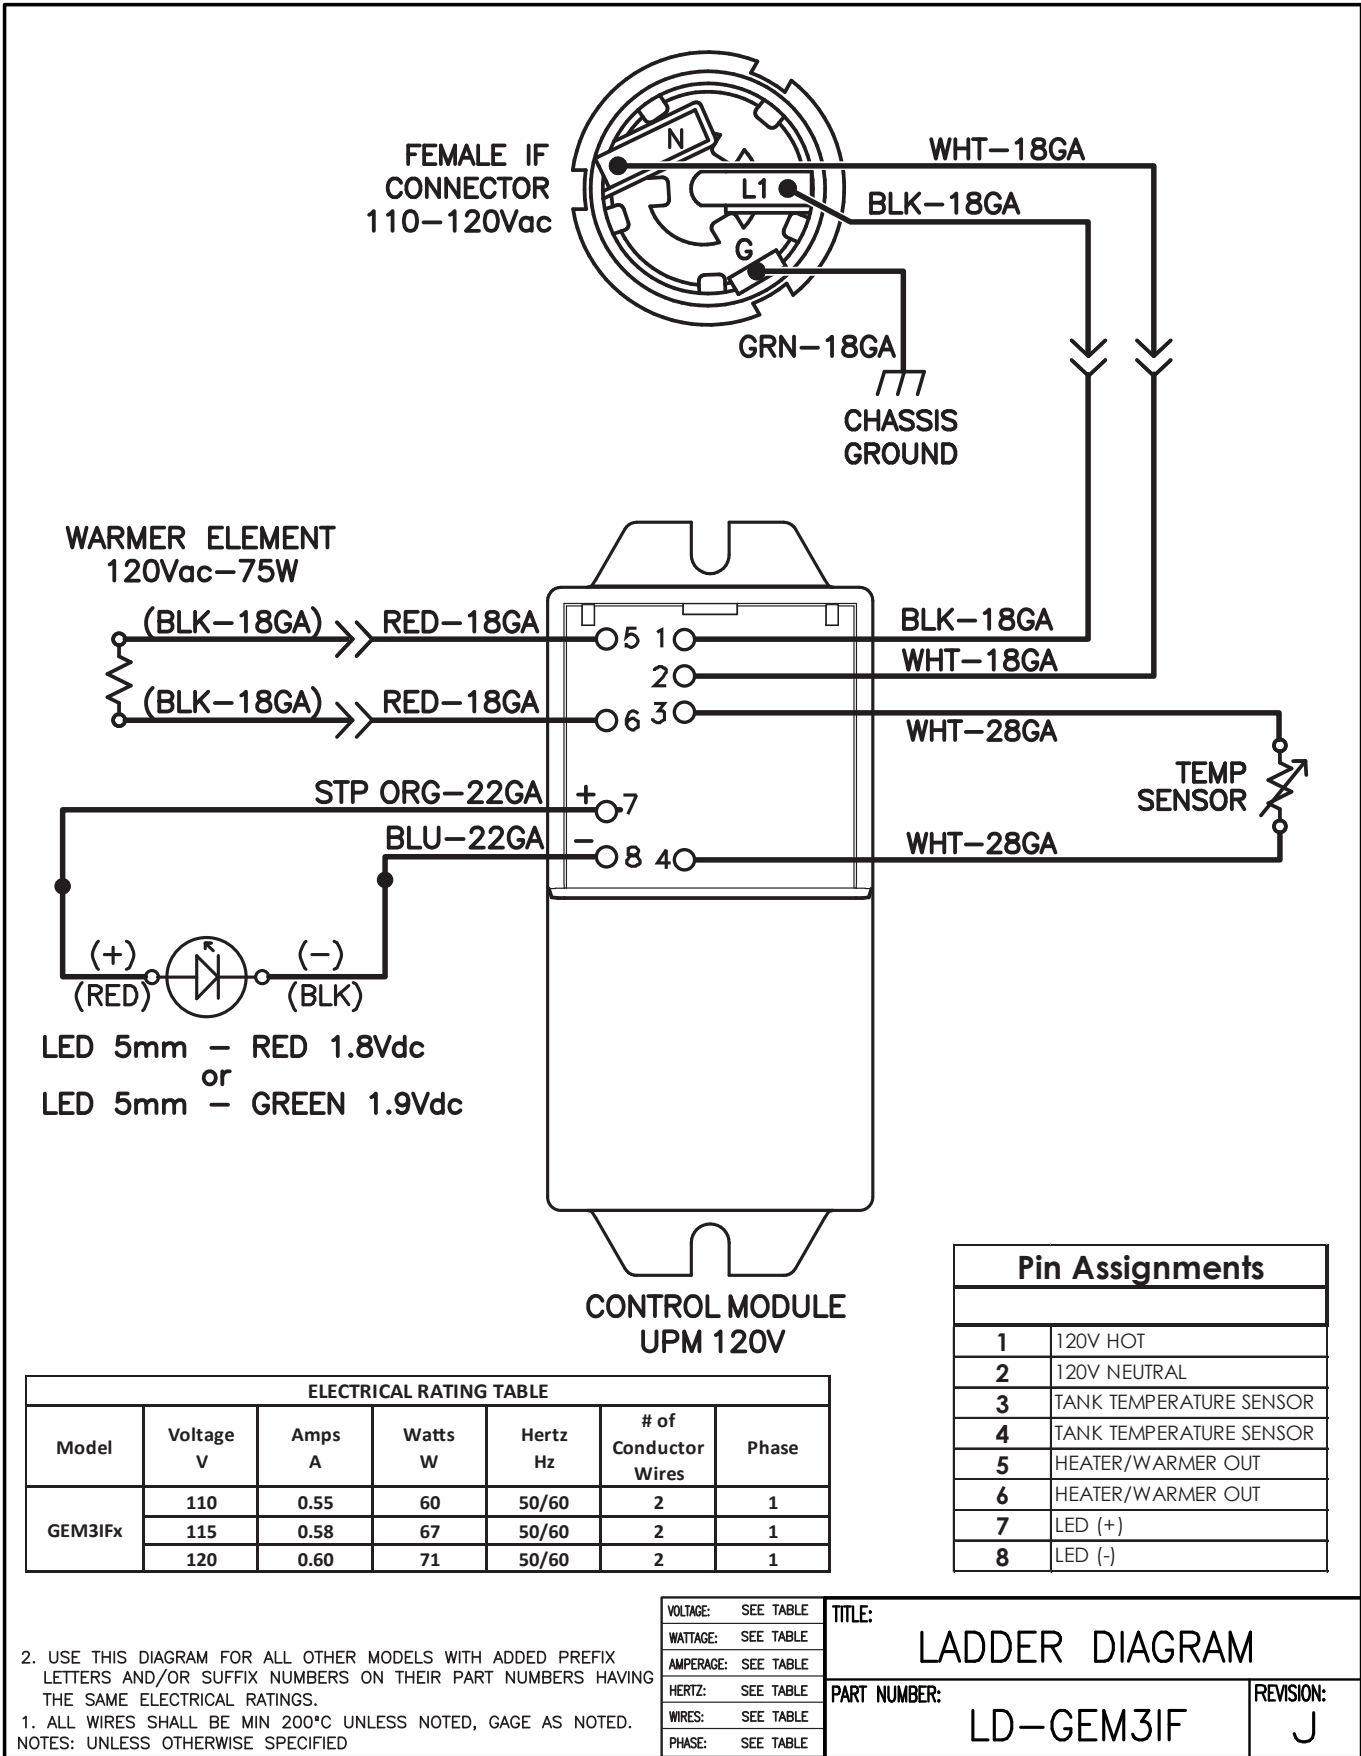 N
L1
G
FEMALE IF
CONNECTOR
110-120Vac
WHT-18GA
BLK-18GA
GRN-18GA
CHASSIS
GROUND
WARMER ELEMENT
120Vac-75W
(BLK-18GA) RED-18GA
(BLK-18GA) RED-18GA
5 1
2
6 3
+ 7
- 8 4
BLK-18GA
WHT-18GA
WHT-28GA
TEMP
SENSOR
WHT-28GA
STP ORG-22GA
BLU-22GA
(+) (-)
(RED) (BLK)
LED 5mm - RED 1.8Vdc
or
LED 5mm - GREEN 1.9Vdc
CONTROL MODULE
UPM 120V
Pin Assignments
1 120V HOT
2 120V NEUTRAL
3 TANK TEMPERATURE SENSOR
4 TANK TEMPERATURE SENSOR
5 HEATER/WARMER OUT
6 HEATER/WARMER OUT
7 LED (+)
8 LED (-)
ELECTRICAL RATING TABLE
Model Voltage V Amps A Watts W Hertz Hz # of Conductor Wires Phase
GEM3IFx
110 0.55 60 50/60 2 1
115 0.58 67 50/60 2 1
120 0.60 71 50/60 2 1
2. USE THIS DIAGRAM FOR ALL OTHER MODELS WITH ADDED PREFIX
LETTERS AND/OR SUFFIX NUMBERS ON THEIR PART NUMBERS HAVING
THE SAME ELECTRICAL RATINGS.
1. ALL WIRES SHALL BE MIN 200°C UNLESS NOTED, GAGE AS NOTED.
NOTES: UNLESS OTHERWISE SPECIFIED
VOLTAGE: SEE TABLE
WATTAGE: SEE TABLE
AMPERAGE: SEE TABLE
HERTZ: SEE TABLE
WIRES: SEE TABLE
PHASE: SEE TABLE
TITLE:
LADDER DIAGRAM
PART NUMBER:
LD-GEM3IF
REVISION:
J